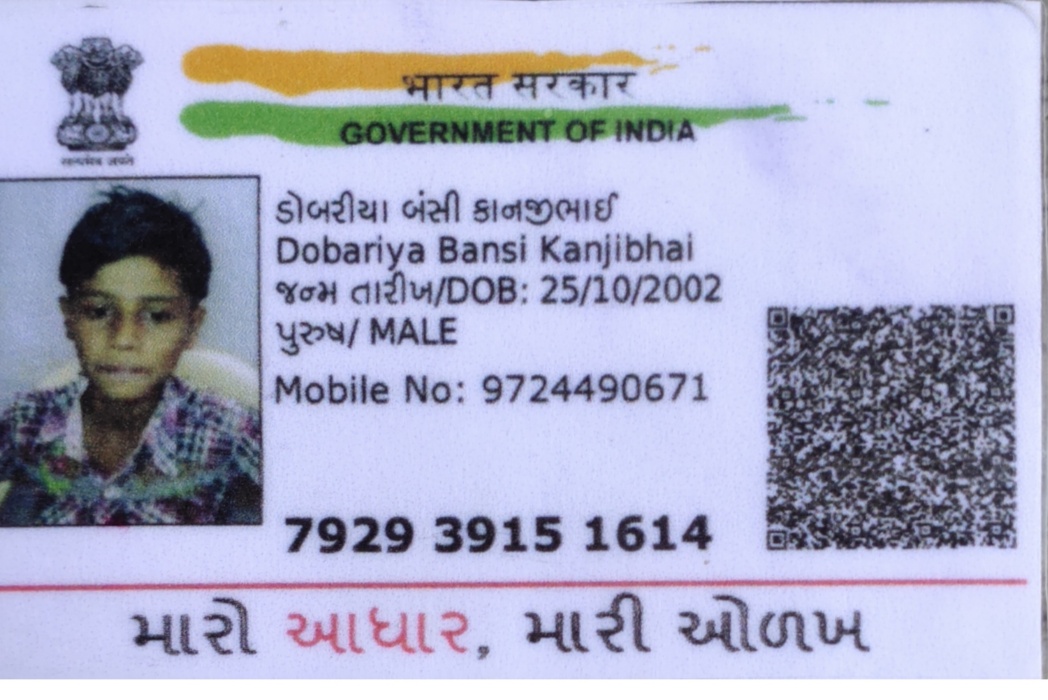 सत्यमेव जयते
भारत सरकार
GOVERNMENT OF INDIA
ડોબરીયા બંસી કાનજીભાઈ
Dobariya Bansi Kanjibhai
જન્મ તારીખ/DOB: 25/10/2002
પુરુષ/ MALE
Mobile No: 9724490671
7929 3915 1614
મારો આધાર, મારી ઓળખ